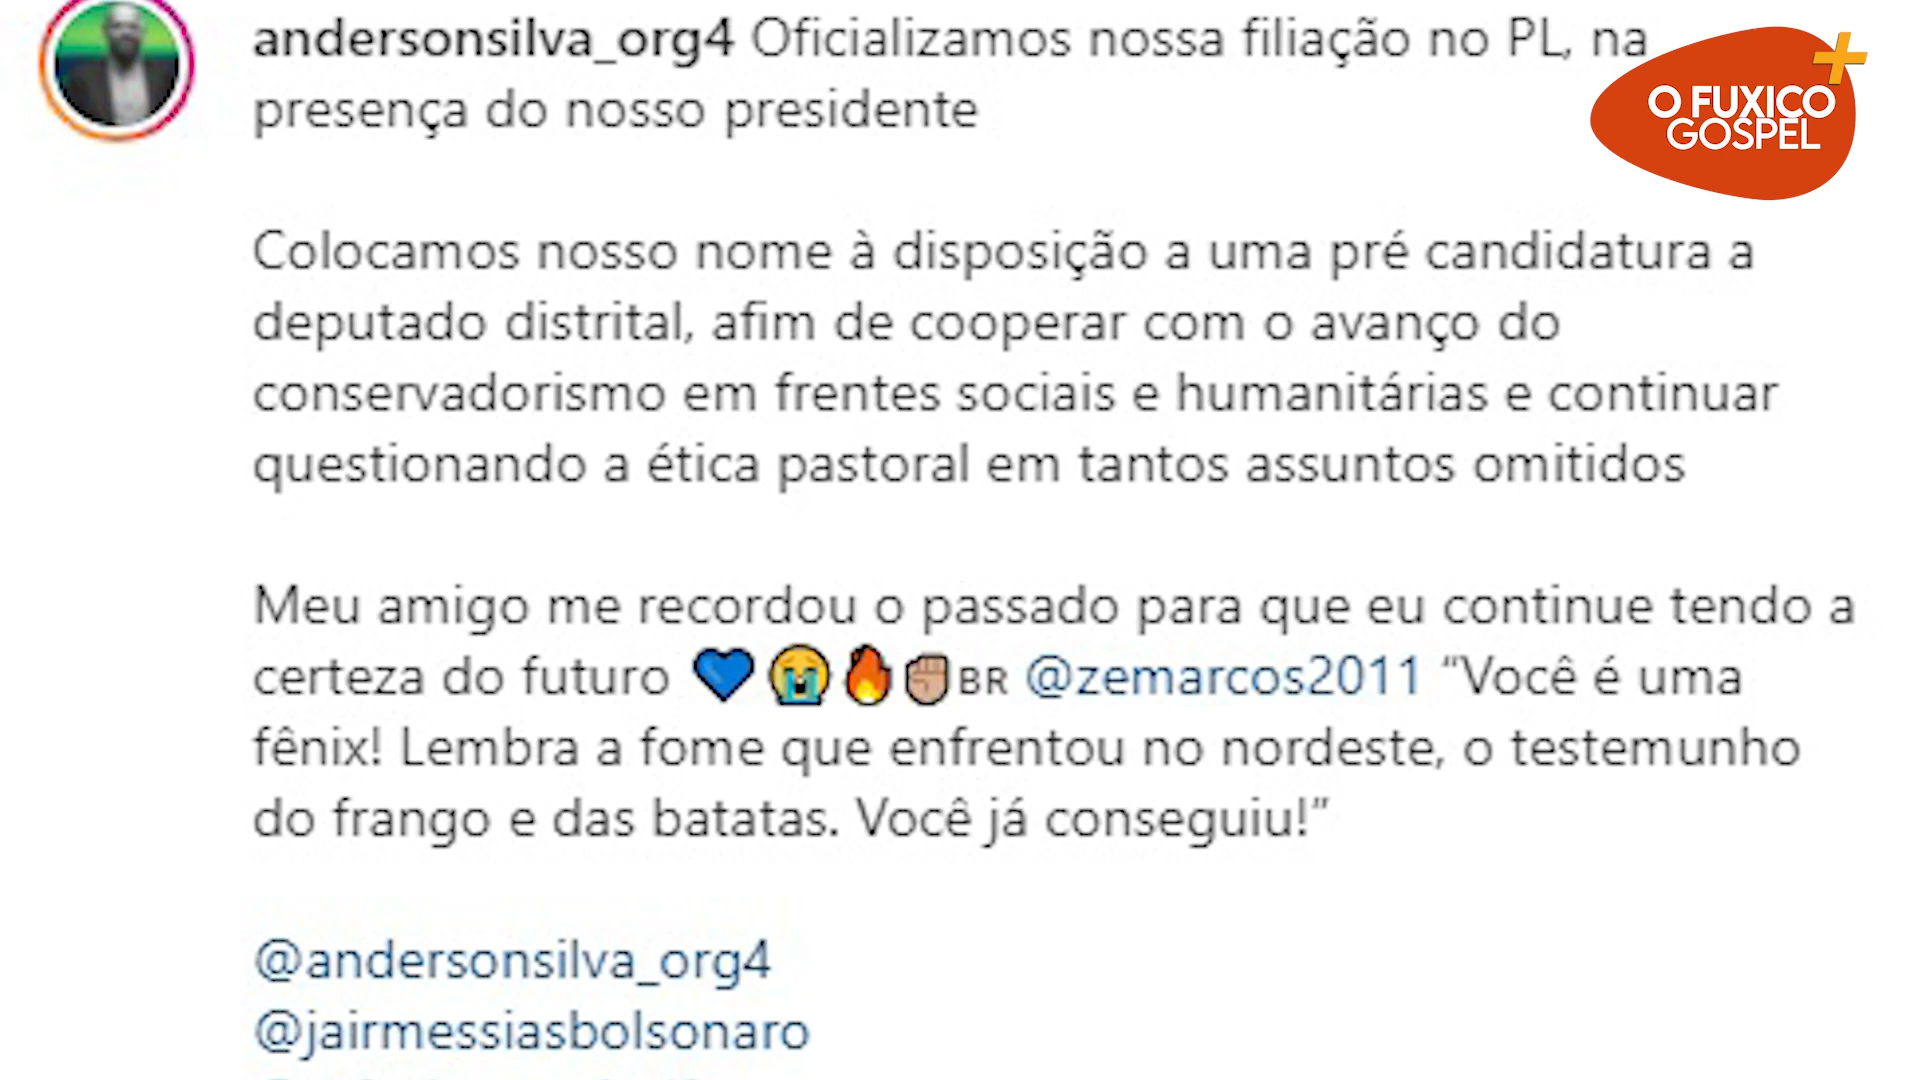 andersonsilva_org4 Oficializamos nossa filiação no PL, na
presença do nosso presidente
O FUXICO
GOSPEL
Colocamos nosso nome à disposição a uma pré candidatura a
deputado distrital, afim de cooperar com o avanço do
conservadorismo em frentes sociais e humanitárias e continuar
questionando a ética pastoral em tantos assuntos omitidos
Meu amigo me recordou o passado para que eu continue tendo a
certeza do futuro 💙😭🔥✊🏽BR @zemarcos2011 “Você é uma
fênix! Lembra a fome que enfrentou no nordeste, o testemunho
do frango e das batatas. Você já conseguiu!”
@andersonsilva_org4
@jairmessiasbolsonaro